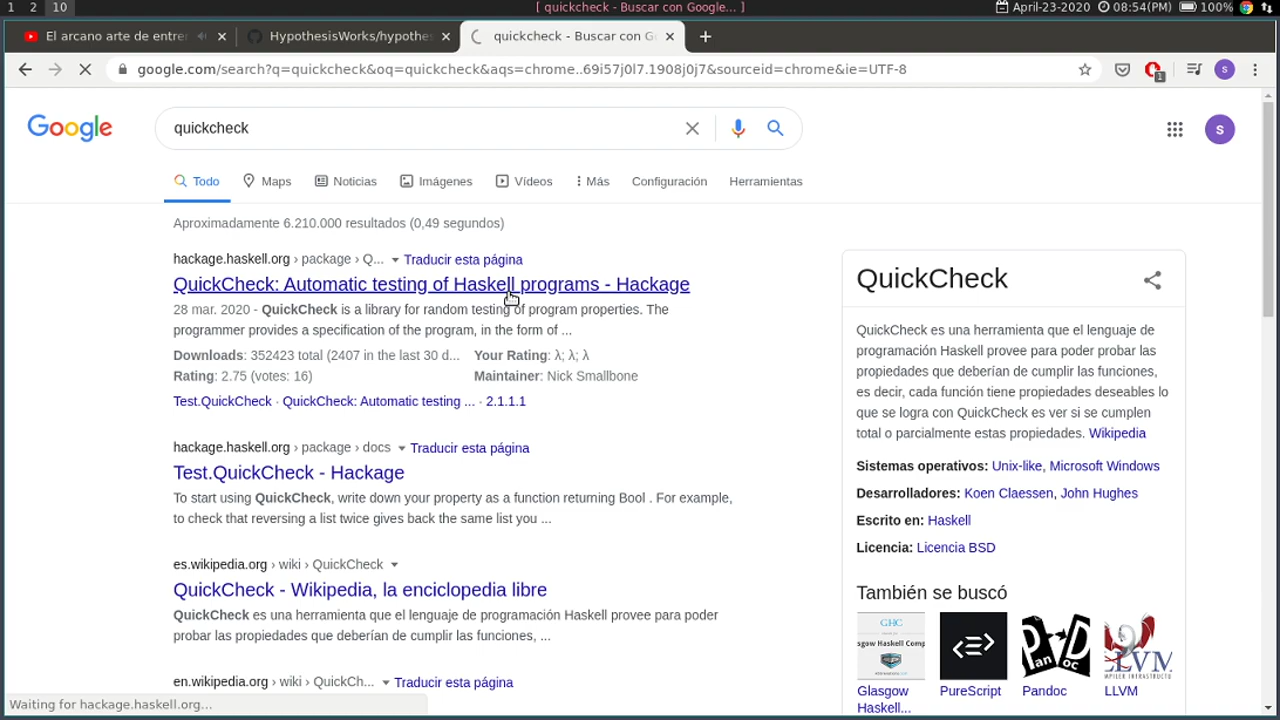 1 2 10 [ quickcheck - Buscar con Google... ] April-23-2020 08:54(PM) 100%
El arcano arte de entrer HypothesisWorks/hypothes quickcheck - Buscar con G
google.com/search?q=quickcheck&oq=quickcheck&aqs=chrome..69i57j0l7.1908j0j7&sourceid=chrome&ie=UTF-8 1 s
Google quickcheck s
Todo Maps Noticias Imágenes Vídeos Más Configuración Herramientas
Aproximadamente 6.210.000 resultados (0,49 segundos)
hackage.haskell.org › package › Q... Traducir esta página
QuickCheck: Automatic testing of Haskell programs - Hackage
28 mar. 2020 - QuickCheck is a library for random testing of program properties. The
programmer provides a specification of the program, in the form of ...
Downloads: 352423 total (2407 in the last 30 d... Your Rating: λ; λ; λ
Rating: 2.75 (votes: 16) Maintainer: Nick Smallbone
Test.QuickCheck · QuickCheck: Automatic testing ... · 2.1.1.1
hackage.haskell.org › package › docs Traducir esta página
Test.QuickCheck - Hackage
To start using QuickCheck, write down your property as a function returning Bool . For example,
to check that reversing a list twice gives back the same list you ...
es.wikipedia.org › wiki › QuickCheck
QuickCheck - Wikipedia, la enciclopedia libre
QuickCheck es una herramienta que el lenguaje de programación Haskell provee para poder
probar las propiedades que deberían de cumplir las funciones, ...
en.wikipedia.org › wiki › QuickCh... Traducir esta página
QuickCheck
QuickCheck es una herramienta que el lenguaje de
programación Haskell provee para poder probar las
propiedades que deberían de cumplir las funciones,
es decir, cada función tiene propiedades deseables lo
que se logra con QuickCheck es ver si se cumplen
total o parcialmente estas propiedades. Wikipedia
Sistemas operativos: Unix-like, Microsoft Windows
Desarrolladores: Koen Claessen, John Hughes
Escrito en: Haskell
Licencia: Licencia BSD
También se buscó
GHC
sgow Haskell Comp
PanDoc
LLVM
Glasgow Haskell...
PureScript
Pandoc
LLVM
Waiting for hackage.haskell.org...